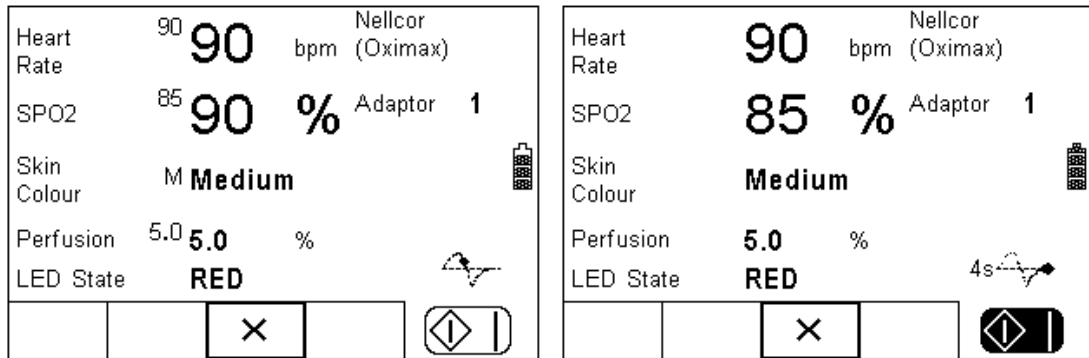 Heart Rate 90 90 bpm Nellcor (Oximax)
SPO2 85 90 % Adaptor 1
Skin Colour M Medium
Perfusion 5.0 5.0 %
LED State RED
Heart Rate 90 bpm Nellcor (Oximax)
SPO2 85 % Adaptor 1
Skin Colour Medium
Perfusion 5.0 %
4s
LED State RED